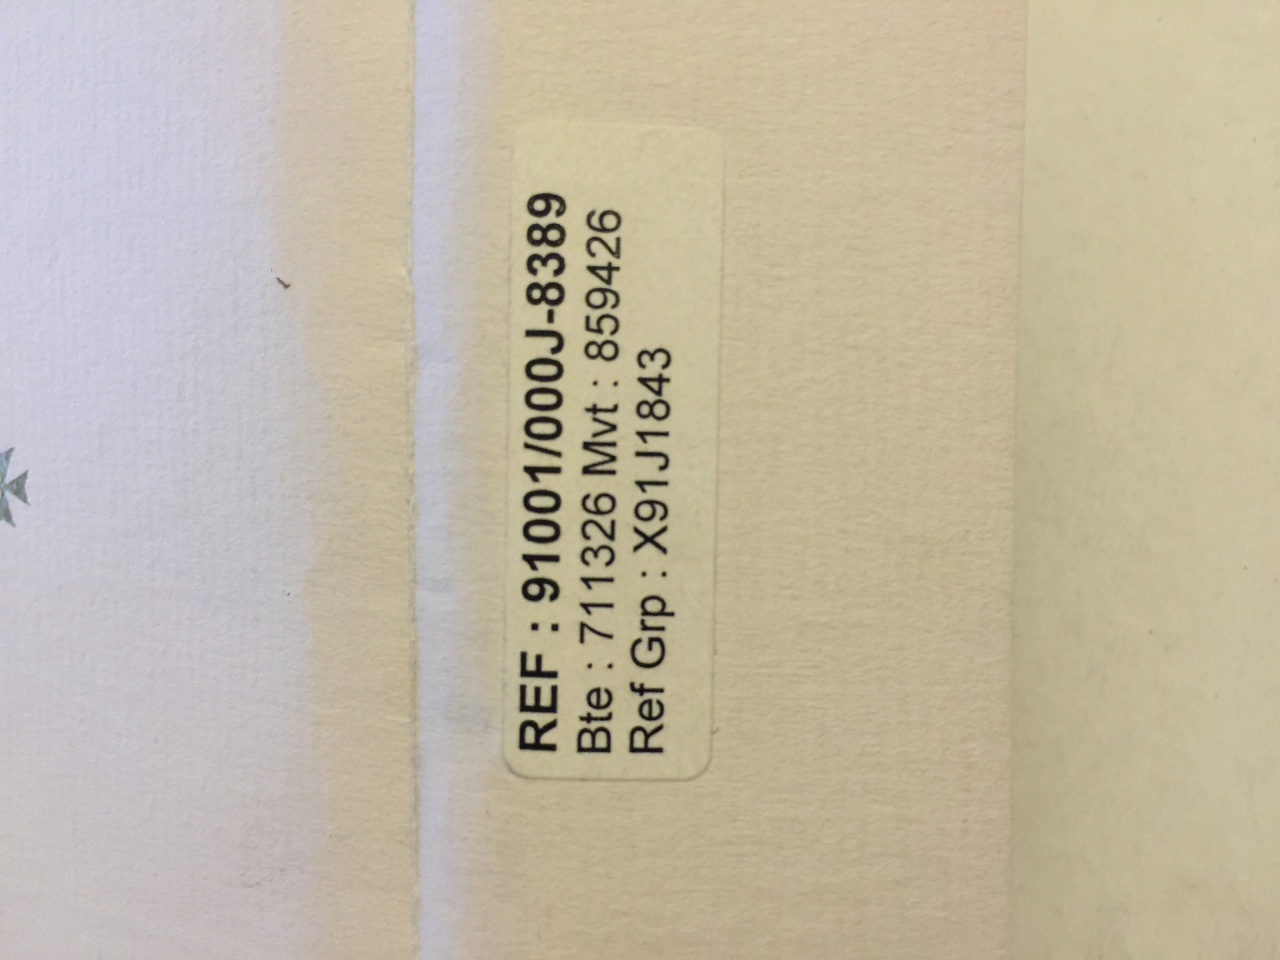 REF : 91001/000J-8389
Bte : 711326 Mvt : 859426
Ref Grp : X91J1843